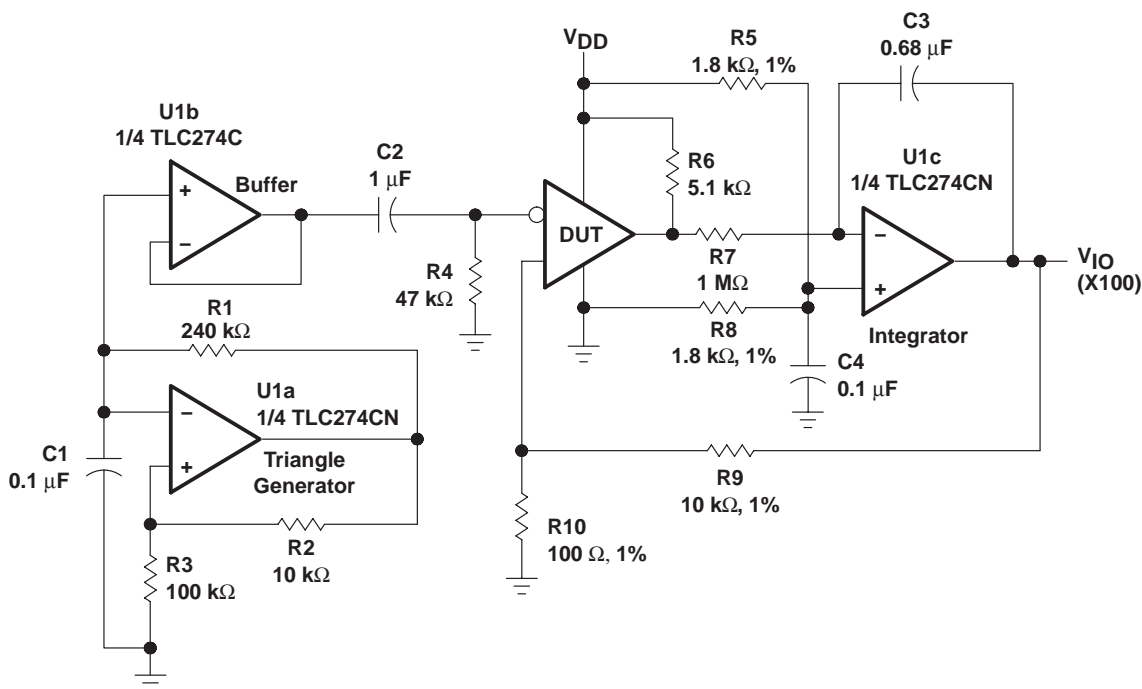 U1b
1/4 TLC274C
+
−
Buffer
C2
1 µF
R4
47 kΩ
VDD
DUT
R5
1.8 kΩ, 1%
R6
5.1 kΩ
R7
1 MΩ
R8
1.8 kΩ, 1%
C3
0.68 µF
U1c
1/4 TLC274CN
−
+
Integrator
VIO
(X100)
C4
0.1 µF
R1
240 kΩ
U1a
1/4 TLC274CN
−
+
Triangle
Generator
C1
0.1 µF
R2
10 kΩ
R3
100 kΩ
R9
10 kΩ, 1%
R10
100 Ω, 1%